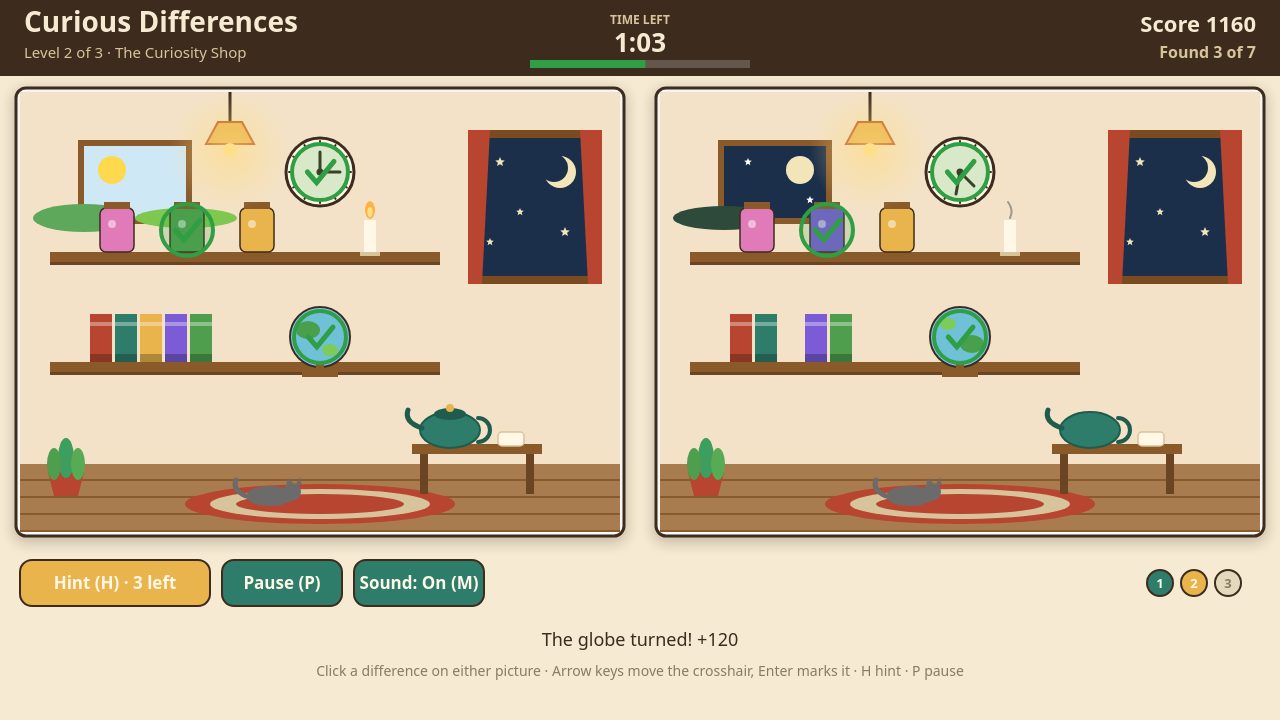 Curious Differences
Level 2 of 3 · The Curiosity Shop
TIME LEFT
1:03
Score 1160
Found 3 of 7
Hint (H) · 3 left
Pause (P)
Sound: On (M)
1
2
3
The globe turned! +120
Click a difference on either picture · Arrow keys move the crosshair, Enter marks it · H hint · P pause